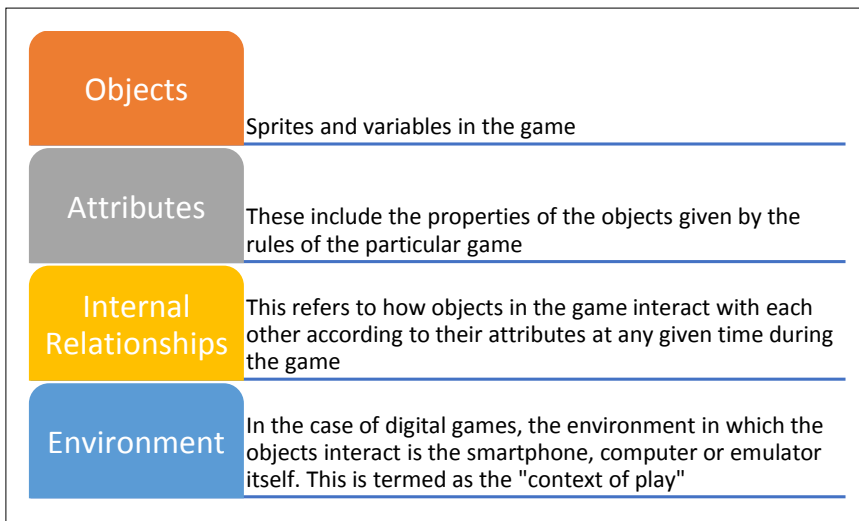 Objects
Sprites and variables in the game
Attributes
These include the properties of the objects given by the
rules of the particular game
Internal
Relationships
This refers to how objects in the game interact with each
other according to their attributes at any given time during
the game
Environment
In the case of digital games, the environment in which the
objects interact is the smartphone, computer or emulator
itself. This is termed as the "context of play"